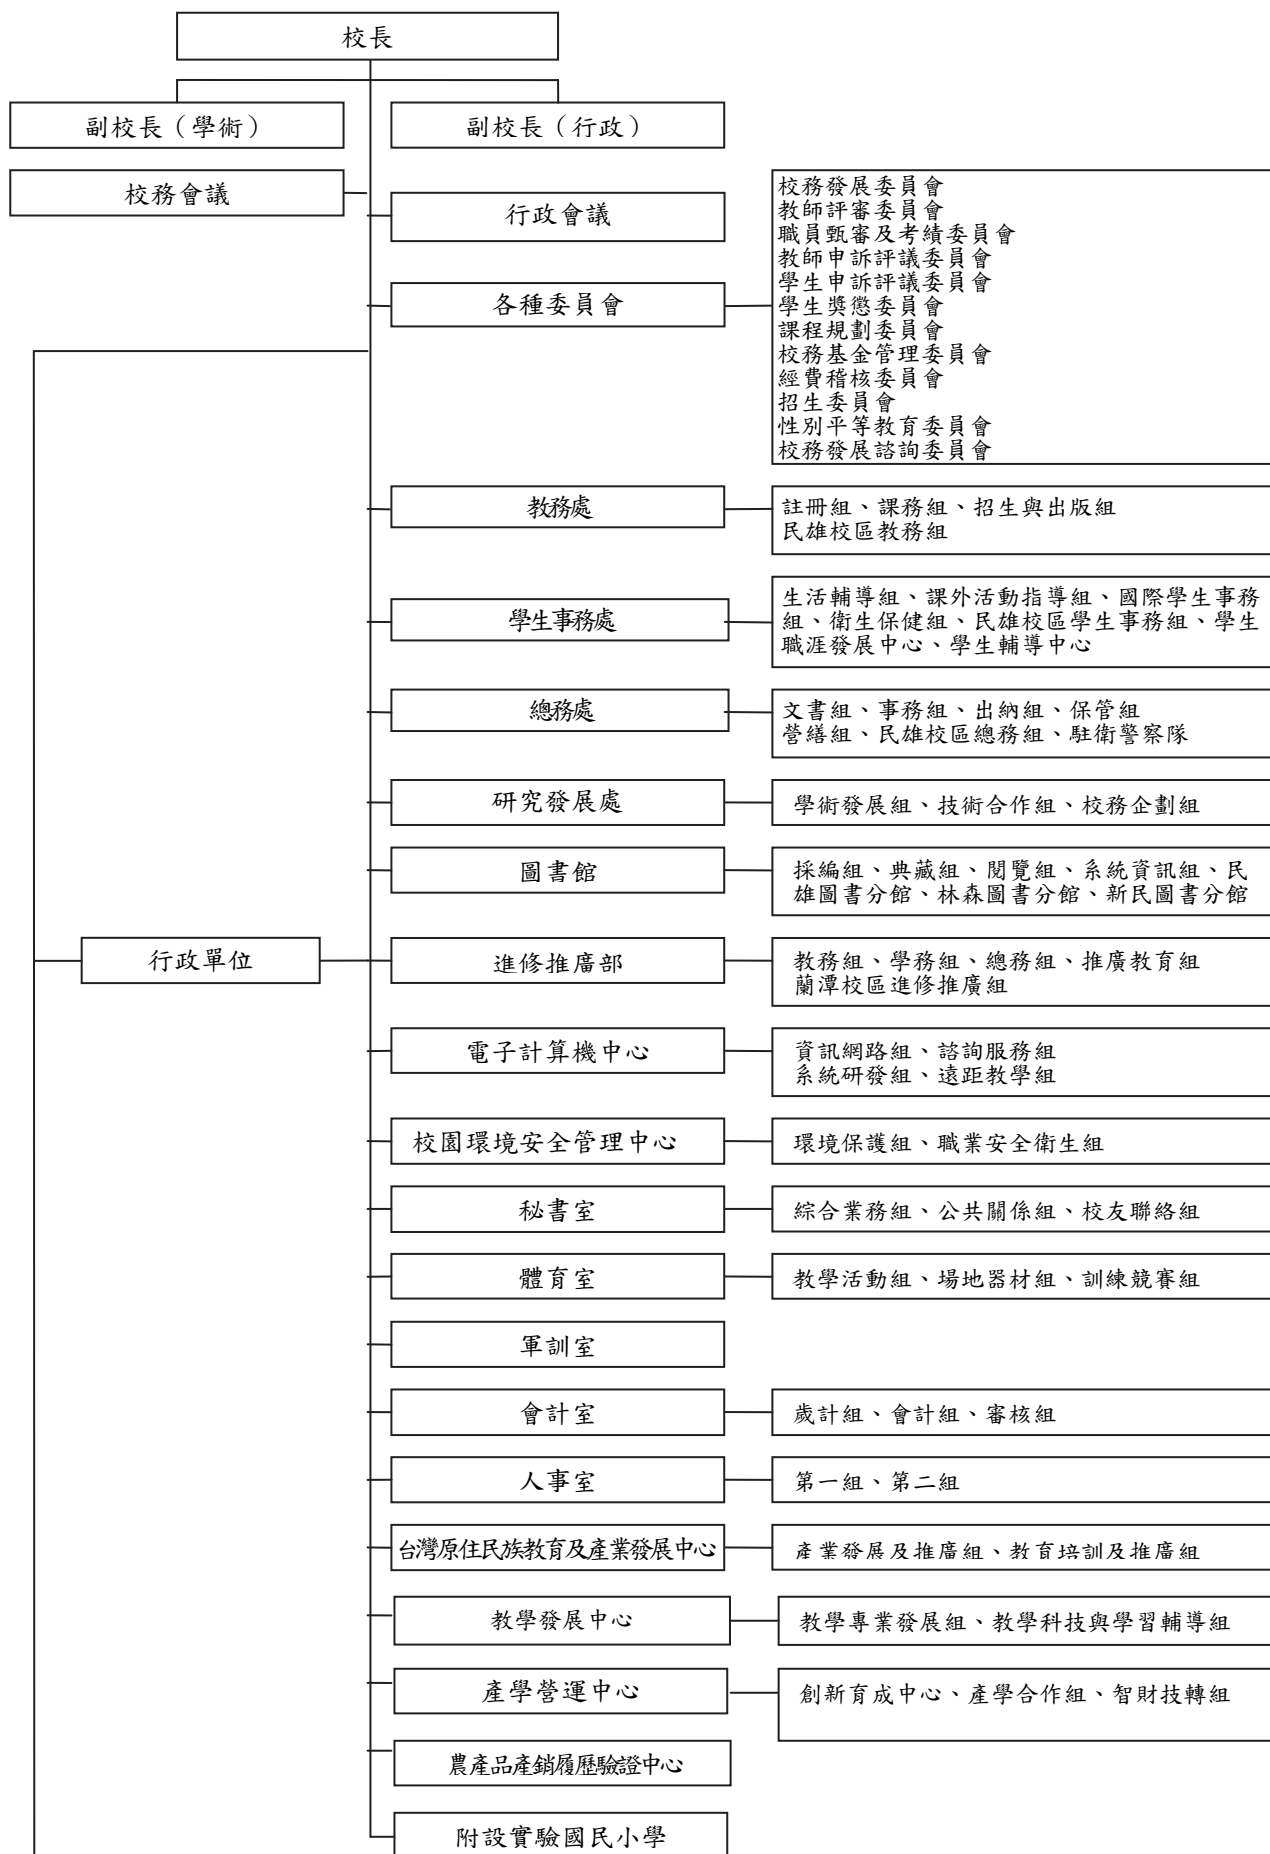 校長
副校長（學術）
副校長（行政）
校務會議
行政會議
各種委員會
校務發展委員會
教師評審委員會
職員甄審及考績委員會
教師申訴評議委員會
學生申訴評議委員會
學生獎懲委員會
課程規劃委員會
校務基金管理委員會
經費稽核委員會
招生委員會
性別平等教育委員會
校務發展諮詢委員會
教務處
註冊組、課務組、招生與出版組
民雄校區教務組
學生事務處
生活輔導組、課外活動指導組、國際學生事務
組、衛生保健組、民雄校區學生事務組、學生
職涯發展中心、學生輔導中心
總務處
文書組、事務組、出納組、保管組
營繕組、民雄校區總務組、駐衛警察隊
研究發展處
學術發展組、技術合作組、校務企劃組
圖書館
採編組、典藏組、閱覽組、系統資訊組、民
雄圖書分館、林森圖書分館、新民圖書分館
行政單位
進修推廣部
教務組、學務組、總務組、推廣教育組
蘭潭校區進修推廣組
電子計算機中心
資訊網路組、諮詢服務組
系統研發組、遠距教學組
校園環境安全管理中心
環境保護組、職業安全衛生組
秘書室
綜合業務組、公共關係組、校友聯絡組
體育室
教學活動組、場地器材組、訓練競賽組
軍訓室
會計室
歲計組、會計組、審核組
人事室
第一組、第二組
台灣原住民族教育及產業發展中心
產業發展及推廣組、教育培訓及推廣組
教學發展中心
教學專業發展組、教學科技與學習輔導組
產學營運中心
創新育成中心、產學合作組、智財技轉組
農產品產銷履歷驗證中心
附設實驗國民小學